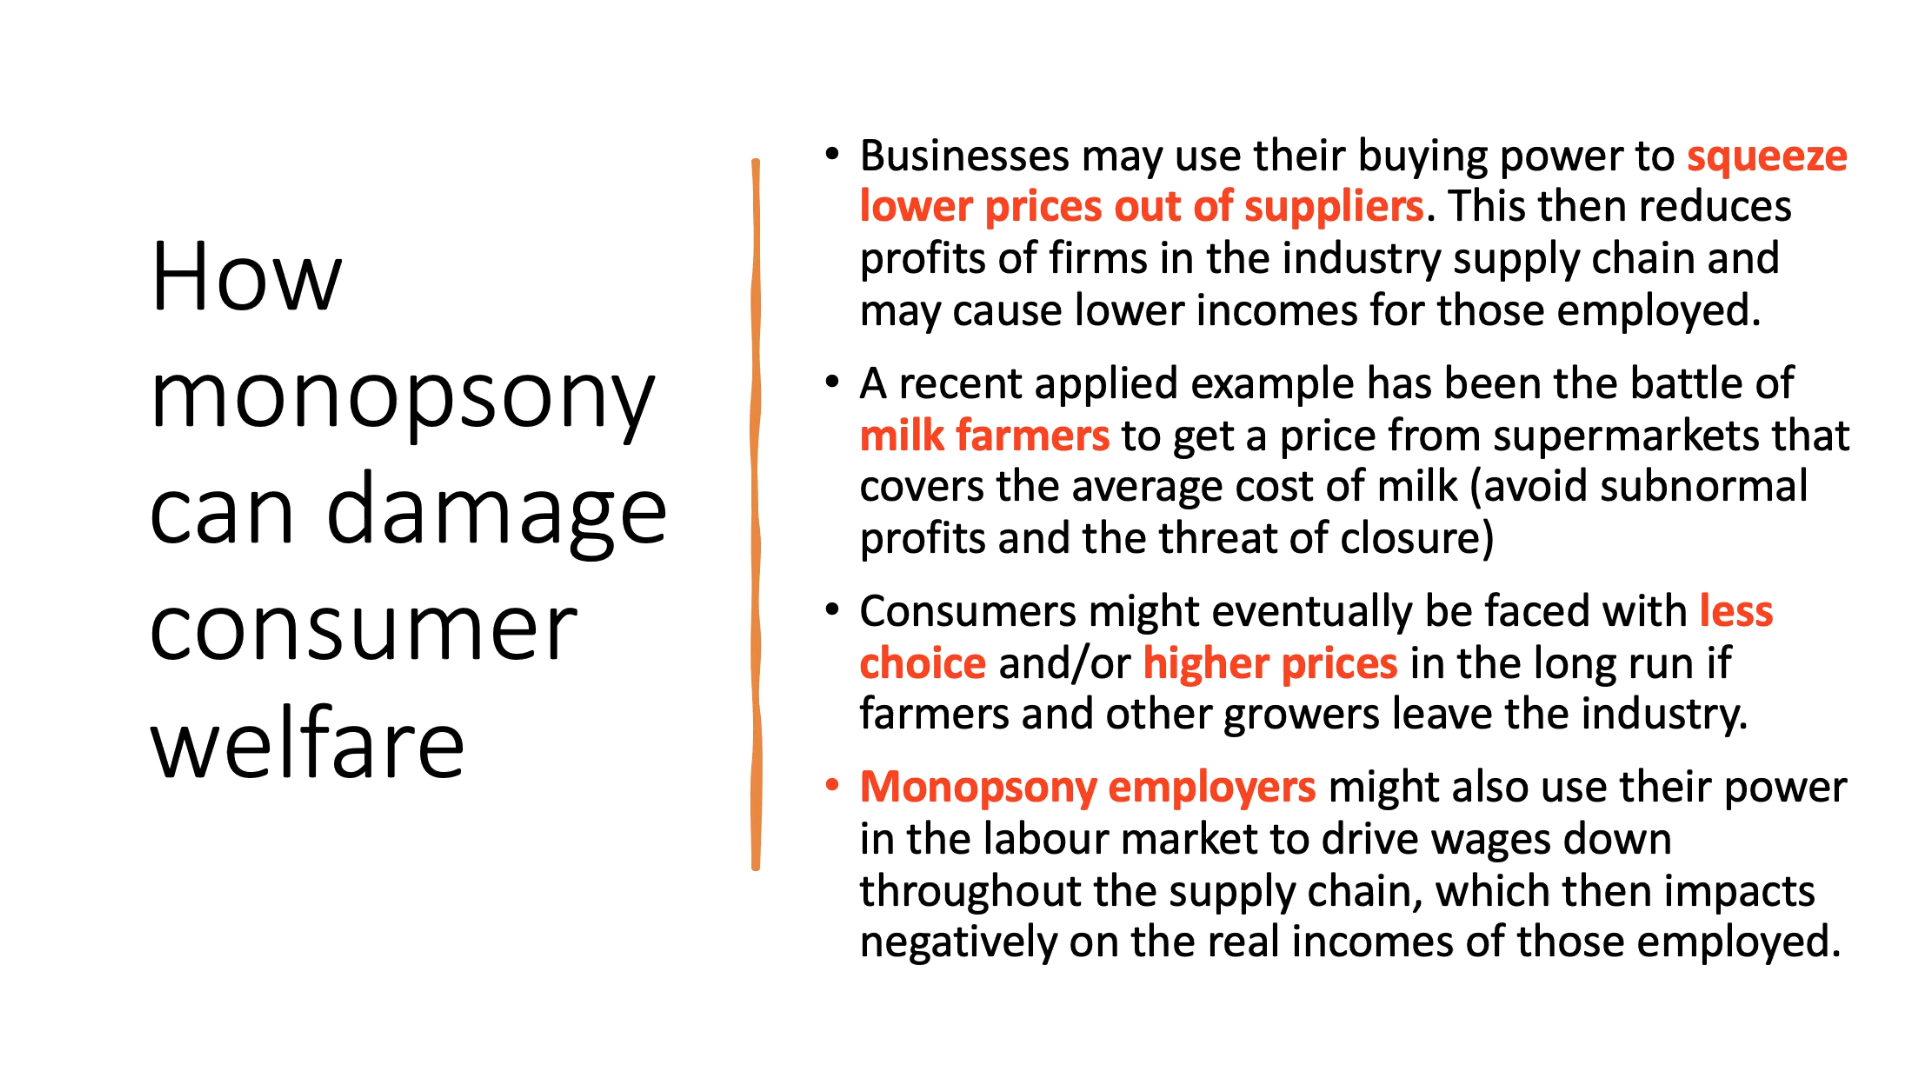 How
monopsony
can damage
consumer
welfare
• Businesses may use their buying power to squeeze
lower prices out of suppliers. This then reduces
profits of firms in the industry supply chain and
may cause lower incomes for those employed.
• A recent applied example has been the battle of
milk farmers to get a price from supermarkets that
covers the average cost of milk (avoid subnormal
profits and the threat of closure)
• Consumers might eventually be faced with less
choice and/or higher prices in the long run if
farmers and other growers leave the industry.
• Monopsony employers might also use their power
in the labour market to drive wages down
throughout the supply chain, which then impacts
negatively on the real incomes of those employed.